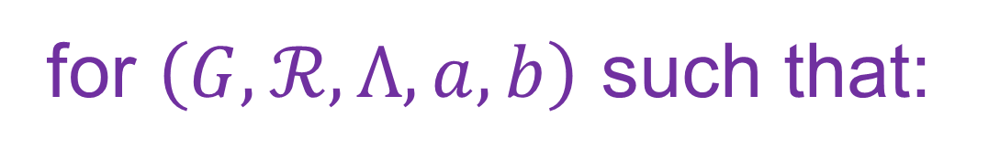 for (𝐺, ℛ, Λ, 𝑎, 𝑏) such that: